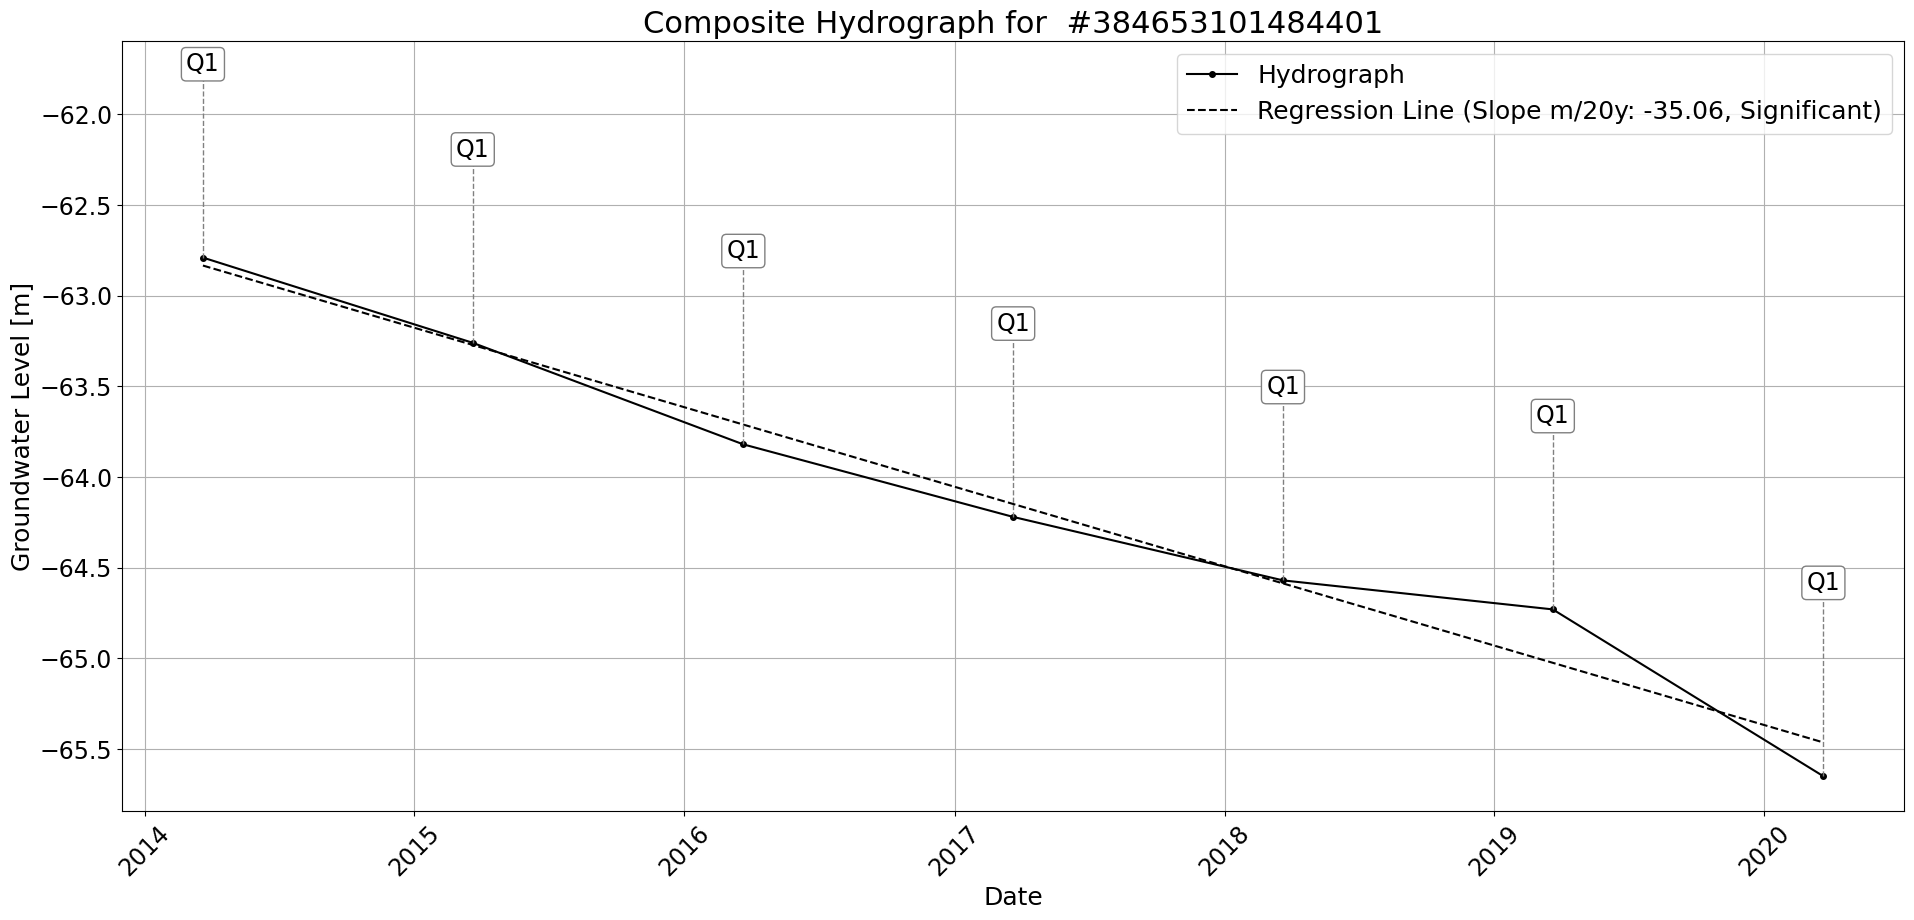 Composite Hydrograph for  #384653101484401
Hydrograph
Regression Line (Slope m/20y: -35.06, Significant)
Q1
Q1
Q1
Q1
Q1
Q1
Q1
Groundwater Level [m]
−62.0
−62.5
−63.0
−63.5
−64.0
−64.5
−65.0
−65.5
2014
2015
2016
2017
2018
2019
2020
Date